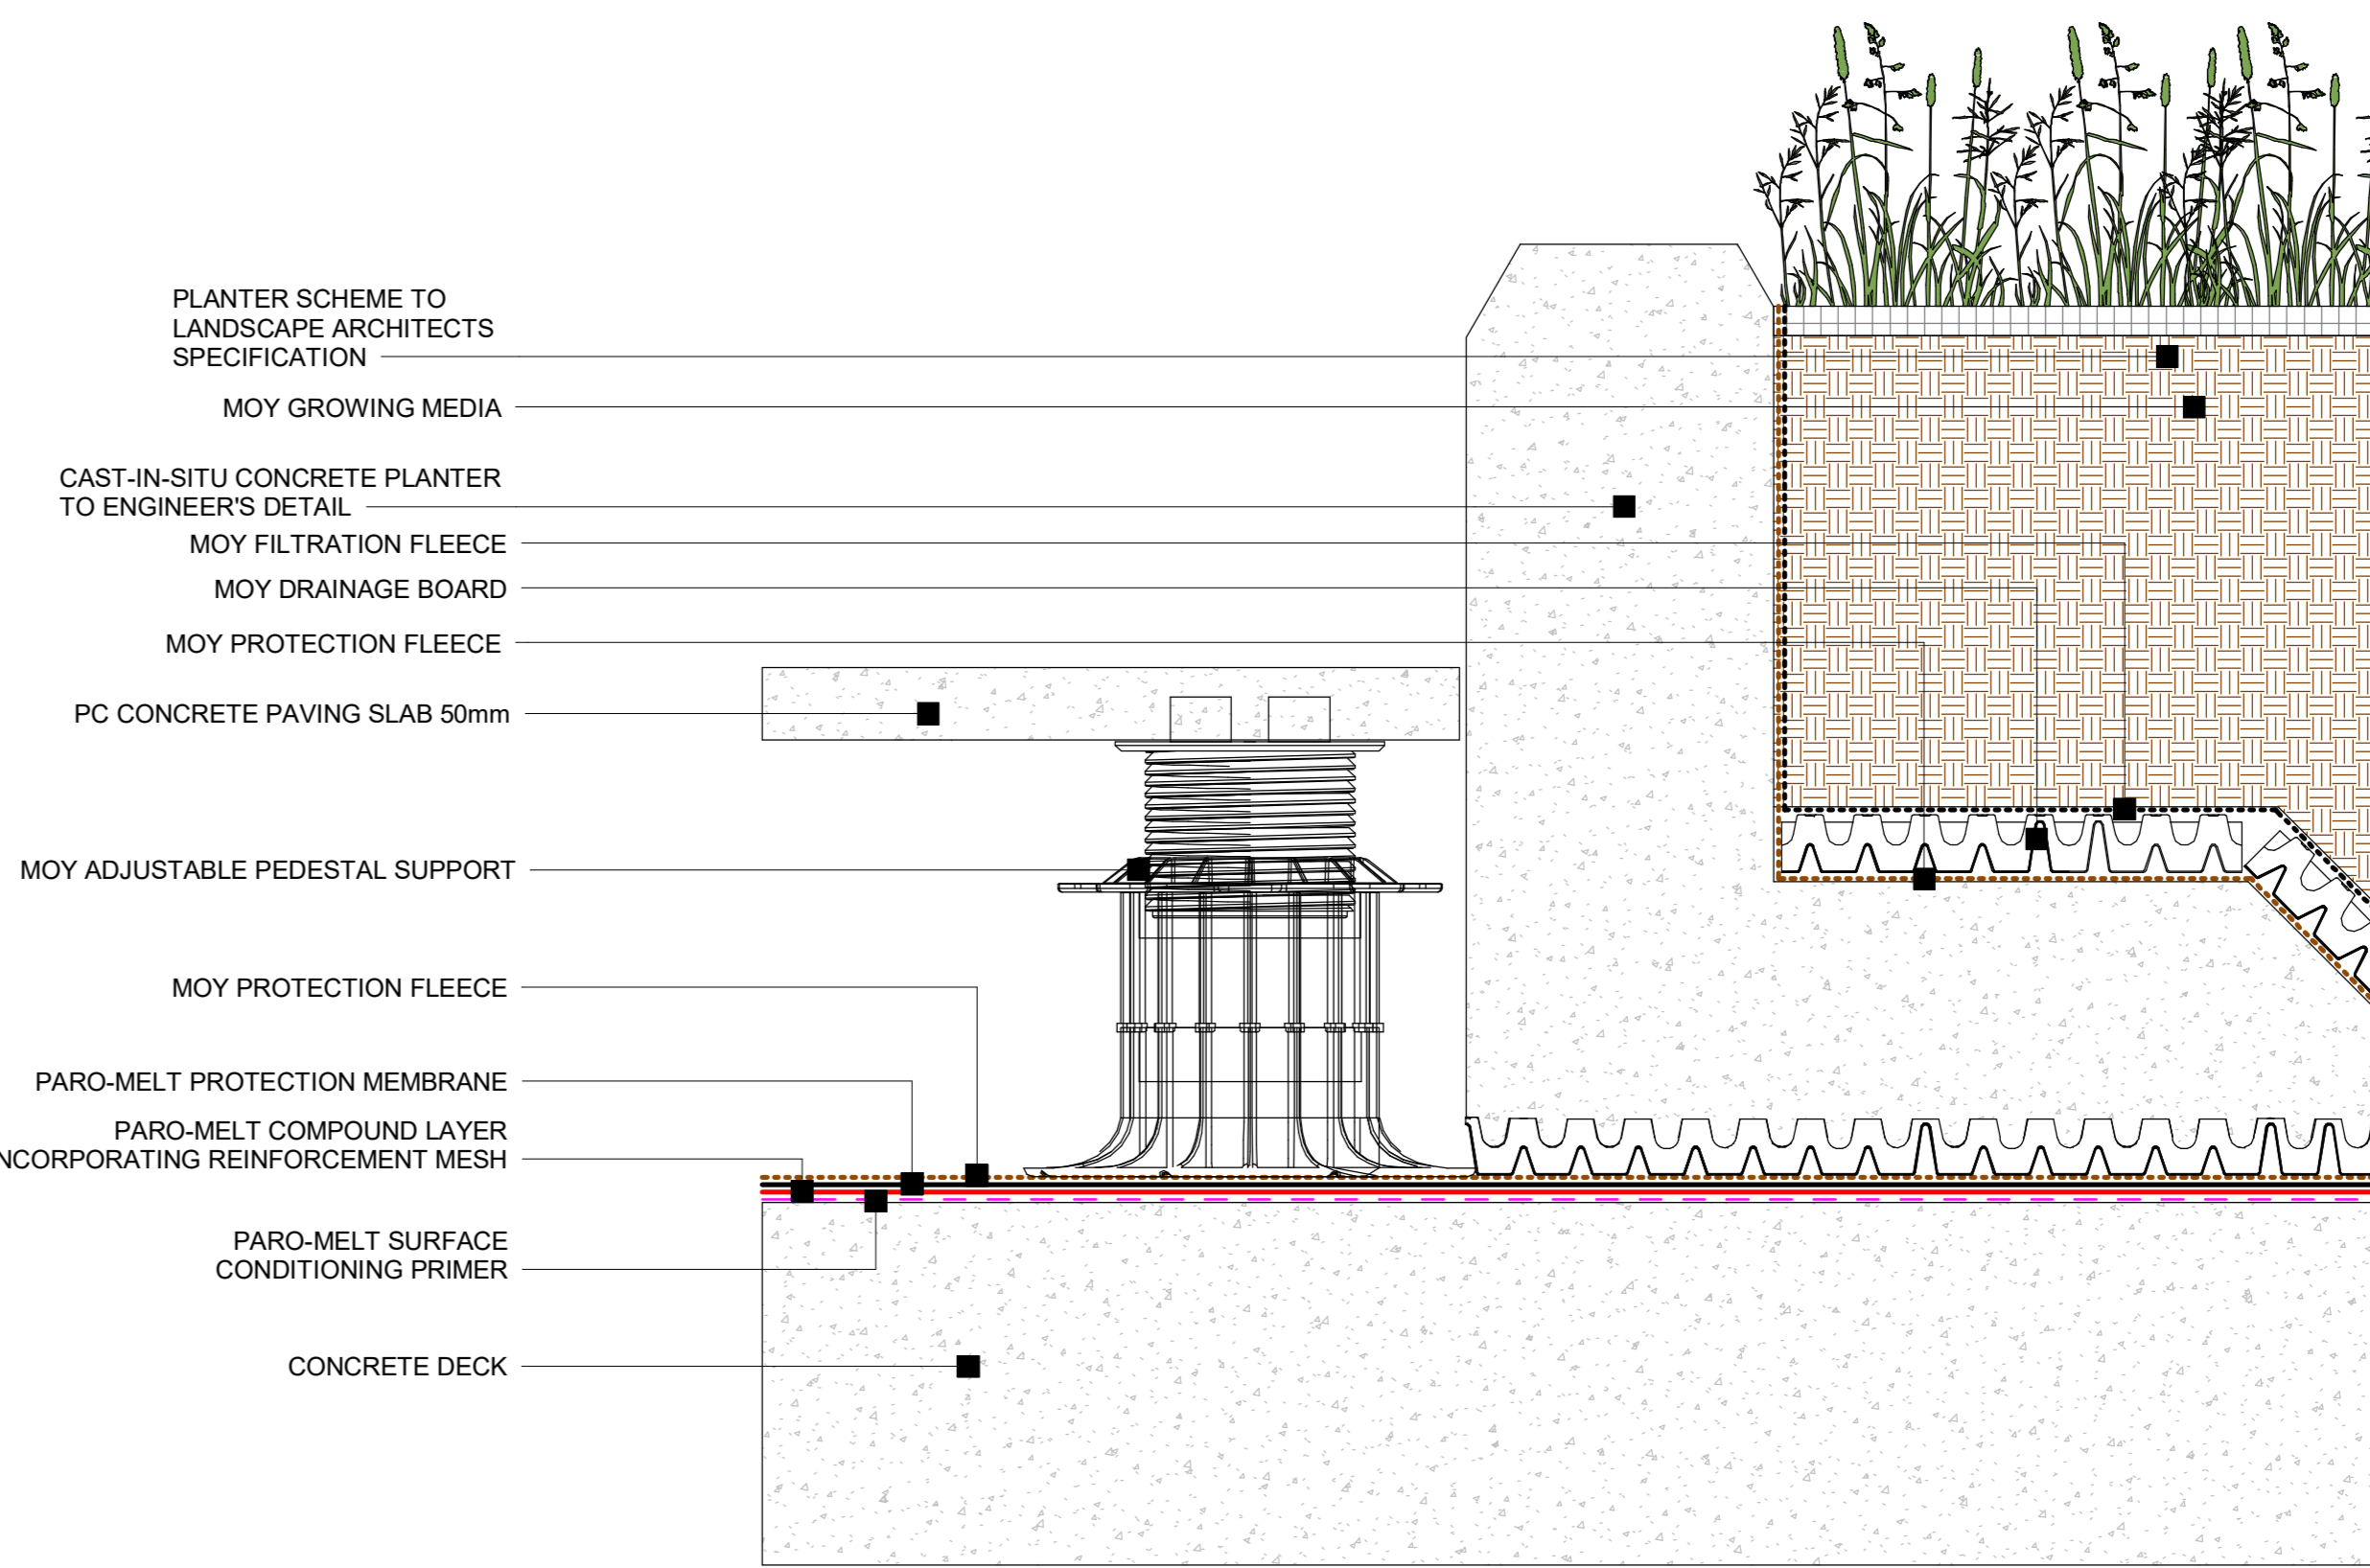 PLANTER SCHEME TO
LANDSCAPE ARCHITECTS
SPECIFICATION
MOY GROWING MEDIA
CAST-IN-SITU CONCRETE PLANTER
TO ENGINEER'S DETAIL
MOY FILTRATION FLEECE
MOY DRAINAGE BOARD
MOY PROTECTION FLEECE
PC CONCRETE PAVING SLAB 50mm
MOY ADJUSTABLE PEDESTAL SUPPORT
MOY PROTECTION FLEECE
PARO-MELT PROTECTION MEMBRANE
PARO-MELT COMPOUND LAYER
NCORPORATING REINFORCEMENT MESH
PARO-MELT SURFACE
CONDITIONING PRIMER
CONCRETE DECK